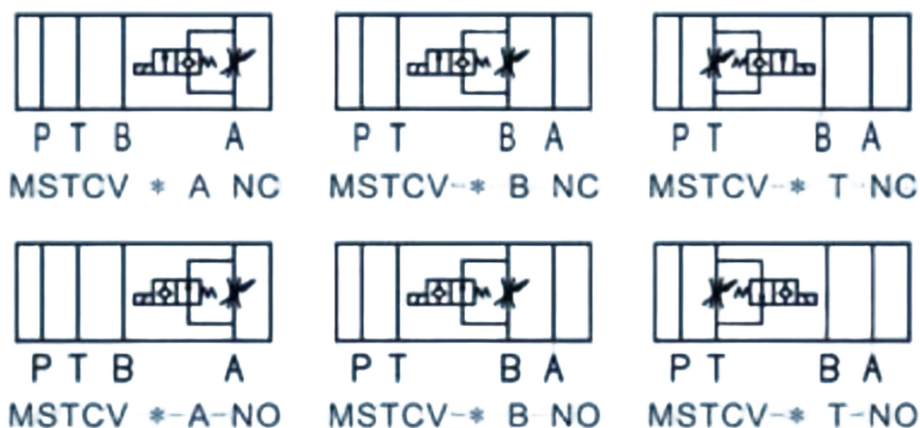 P T B A P T B A P T B A
MSTCV * A NC MSTCV-* B NC MSTCV-* T-NC
P T B A P T B A P T B A
MSTCV *-A-NO MSTCV-* B NO MSTCV-* T-NO